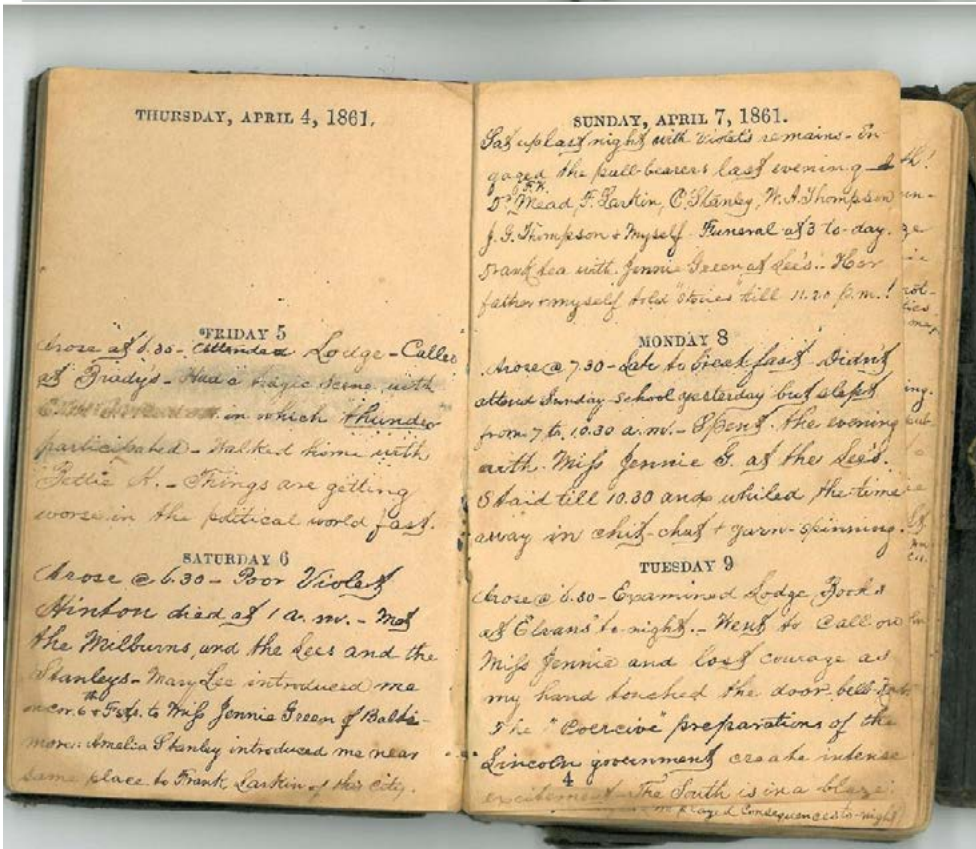 THURSDAY, APRIL 4, 1861.
FRIDAY 5
Arose at 6.30 - Attended Lodge - Called
at Brady's - Had a tragic scene with
in which thunder
participated - Walked home with
Bettie K. - Things are getting
worse in the political world fast.
SATURDAY 6
Arose @ 6.30 - Poor Violet
Hinton died at 1 a.m. - Met
the Milburns, and the Lees and the
Stanleys - Mary Lee introduced me
on cor. 6th & F sts. to Miss Jennie Green of Balti-
more: Amelia Stanley introduced me near
same place to Frank Larkin of this City.
SUNDAY, APRIL 7, 1861.
Sat up last night with Violet's remains - En-
gaged the pall-bearers last evening -
Dr. F.W. Mead, F. Larkin, C. Stanley, W. A. Thompson
J. G. Thompson & Myself - Funeral at 3 to-day.
Drank tea with Jennie Green at Lee's. - Her
father & myself told "stories" till 11.20 p.m.!
MONDAY 8
Arose @ 7.30 - Late to breakfast - Didn't
attend Sunday-school yesterday but slept
from 7 to 10.30 a.m. - Spent the evening
with Miss Jennie G. at the Lee's.
Staid till 10.30 and whiled the time
away in chit-chat & yarn-spinning.
TUESDAY 9
Arose @ 6.30 - Examined Lodge Books
at Elvans' to-night. - Went to call on
Miss Jennie and lost courage as
my hand touched the door bell-
The "Coercive" preparations of the
Lincoln government create intense
excitement - The South is in a blaze.
played Consequences to-night
4